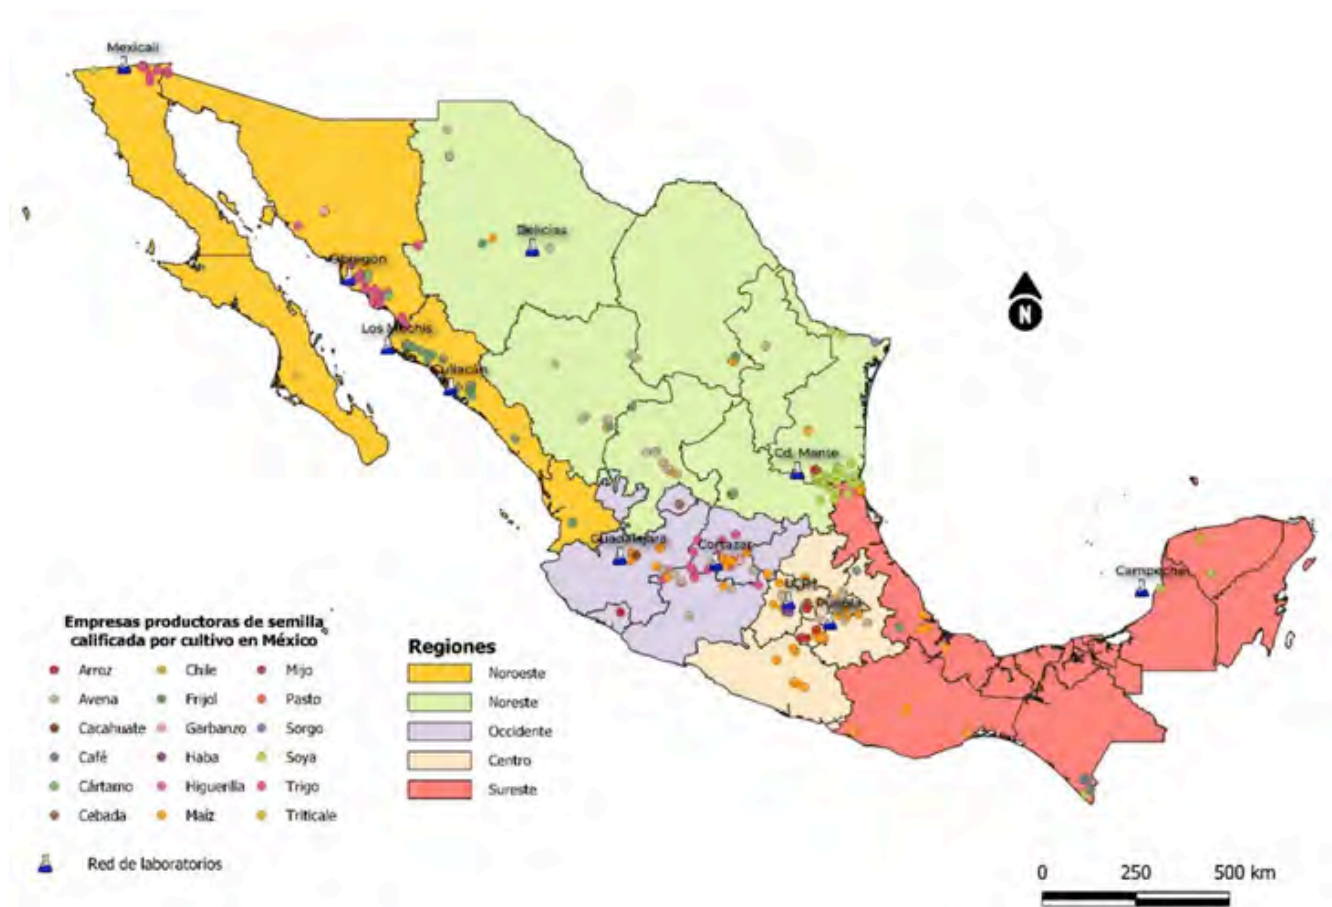 Mexicali
Delicias
Obregón
Los Mochis
Culiacán
Cd. Mante
Guadalajara
Cortazar
Campeche
N
Empresas productoras de semilla
calificada por cultivo en México
Arroz
Chile
Mijo
Avena
Frijol
Pasto
Cacahuate
Garbanzo
Sorgo
Café
Haba
Soya
Cártamo
Higuerilla
Trigo
Cebada
Maíz
Triticale
Red de laboratorios
Regiones
Noroeste
Noreste
Occidente
Centro
Sureste
0 250 500 km